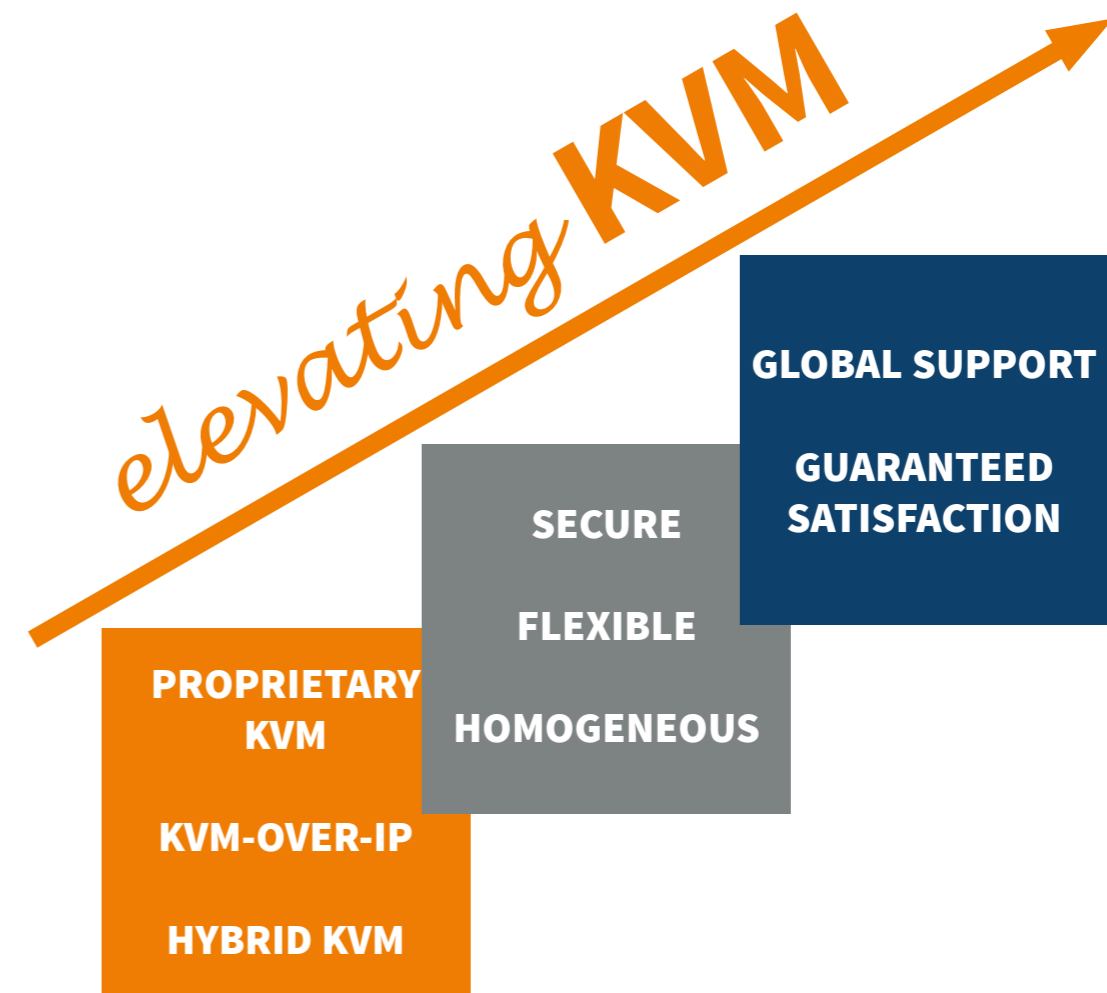 elevating KVM
GLOBAL SUPPORT
GUARANTEED
SATISFACTION
SECURE
FLEXIBLE
HOMOGENEOUS
PROPRIETARY
KVM
KVM-OVER-IP
HYBRID KVM